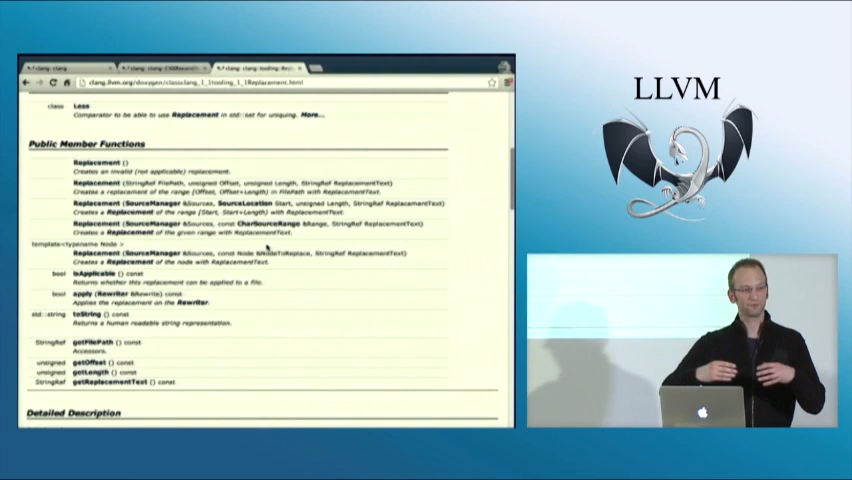 clang: clang
clang: clang::tooling::Repl
clang.llvm.org/doxygen/classclang_1_1tooling_1_1Replacement.html
class Less
Comparator to be able to use Replacement in std::set for uniquing. More...
Public Member Functions
Replacement ()
Creates an invalid (not applicable) replacement.
Replacement (StringRef FilePath, unsigned Offset, unsigned Length, StringRef ReplacementText)
Creates a replacement of the range [Offset, Offset+Length) in FilePath with ReplacementText.
Replacement (SourceManager &Sources, SourceLocation Start, unsigned Length, StringRef ReplacementText)
Creates a Replacement of the range [Start, Start+Length) with ReplacementText.
Replacement (SourceManager &Sources, const CharSourceRange &Range, StringRef ReplacementText)
Creates a Replacement of the given range with ReplacementText.
template<typename Node >
Replacement (SourceManager &Sources, const Node &NodeToReplace, StringRef ReplacementText)
Creates a Replacement of the node with ReplacementText.
bool isApplicable () const
Returns whether this replacement can be applied to a file.
bool apply (Rewriter &Rewrite) const
Applies the replacement on the Rewriter.
std::string toString () const
Returns a human readable string representation.
StringRef getFilePath () const
Accessors.
unsigned getOffset () const
unsigned getLength () const
StringRef getReplacementText () const
Detailed Description
LLVM